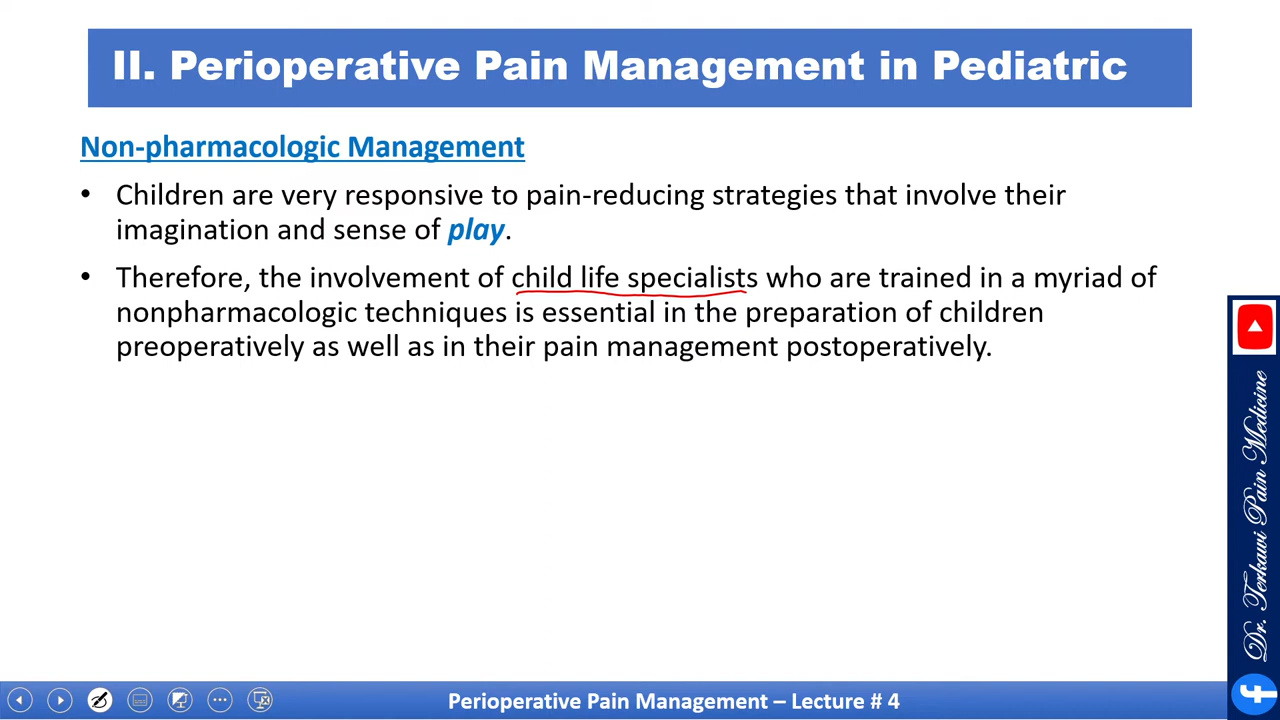 II. Perioperative Pain Management in Pediatric
Non-pharmacologic Management
• Children are very responsive to pain-reducing strategies that involve their
imagination and sense of play.
• Therefore, the involvement of child life specialists who are trained in a myriad of
nonpharmacologic techniques is essential in the preparation of children
preoperatively as well as in their pain management postoperatively.
Dr. Terkawi Pain Medicine
Perioperative Pain Management – Lecture # 4